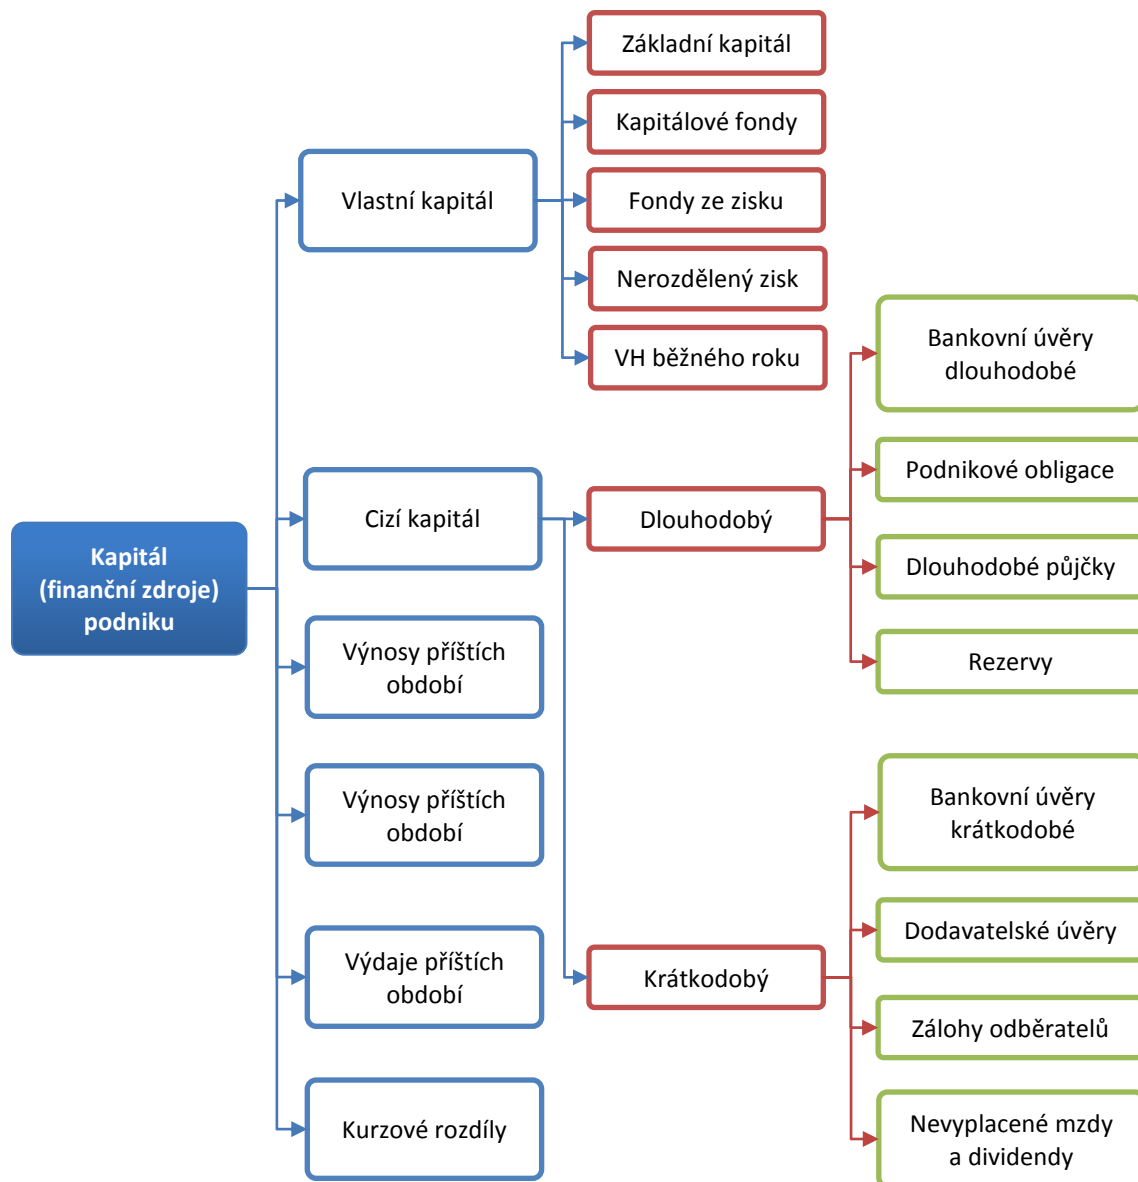 Kapitál
(finanční zdroje)
podniku
Vlastní kapitál
Základní kapitál
Kapitálové fondy
Fondy ze zisku
Nerozdělený zisk
VH běžného roku
Cizí kapitál
Dlouhodobý
Bankovní úvěry
dlouhodobé
Podnikové obligace
Dlouhodobé půjčky
Rezervy
Krátkodobý
Bankovní úvěry
krátkodobé
Dodavatelské úvěry
Zálohy odběratelů
Nevyplacené mzdy
a dividendy
Výnosy příštích
období
Výnosy příštích
období
Výdaje příštích
období
Kurzové rozdíly